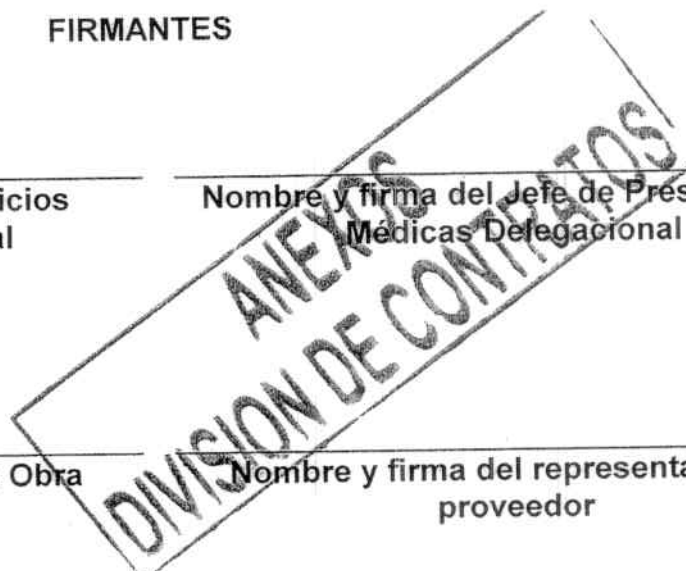 FIRMANTES
icios
al
Nombre y firma del Jefe de Pres
Médicas Delegacional
ANEXOS
DIVISION DE CONTRATOS
Obra
Nombre y firma del representa
proveedor